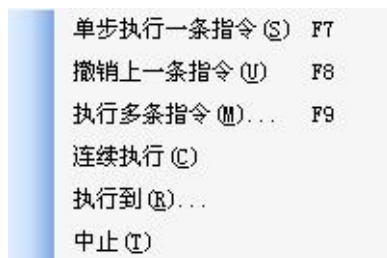 单步执行一条指令(S) F7
撤销上一条指令(U) F8
执行多条指令(M)... F9
连续执行(C)
执行到(R)...
中止(T)